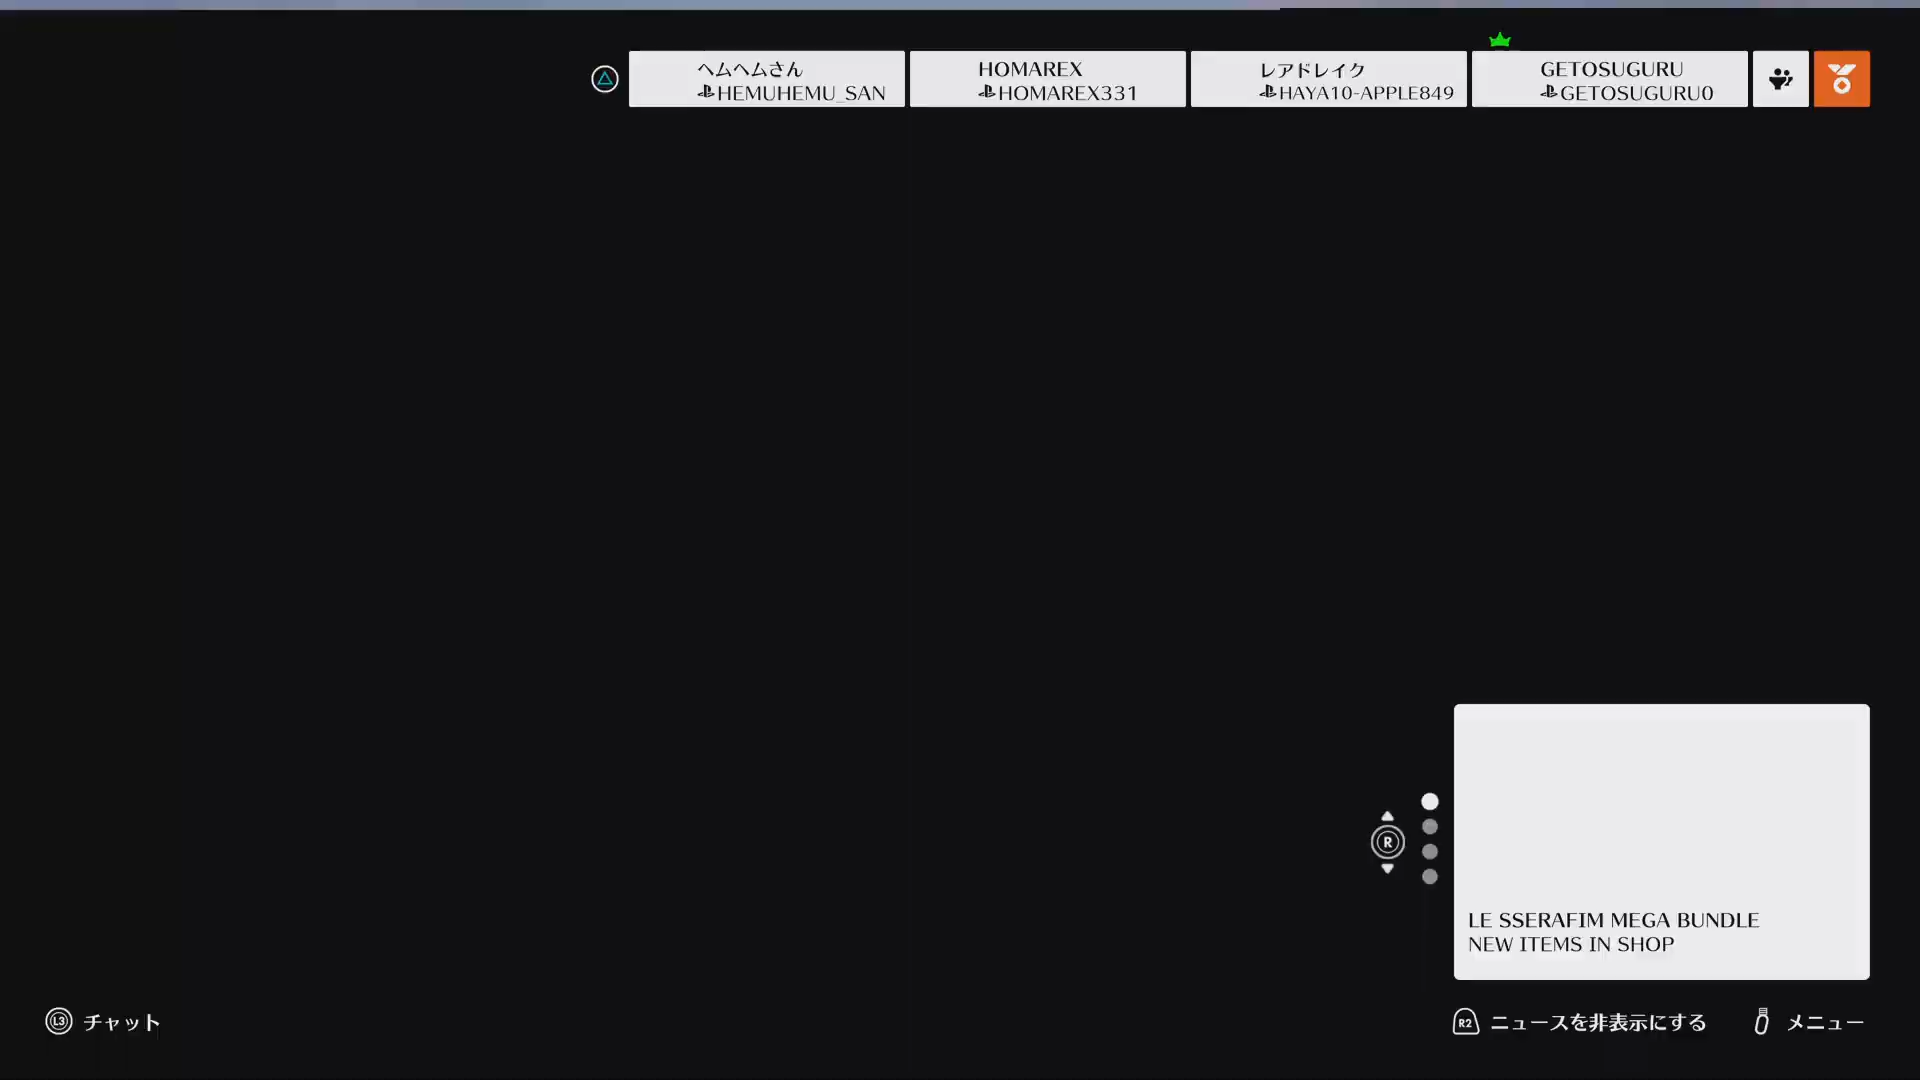 ヘムヘムさん
HEMUHEMU_SAN
HOMAREX
HOMAREX331
レアドレイク
HAYA10-APPLE849
GETOSUGURU
GETOSUGURU0
R
LE SSERAFIM MEGA BUNDLE
NEW ITEMS IN SHOP
L3 チャット
R2 ニュースを非表示にする
メニュー